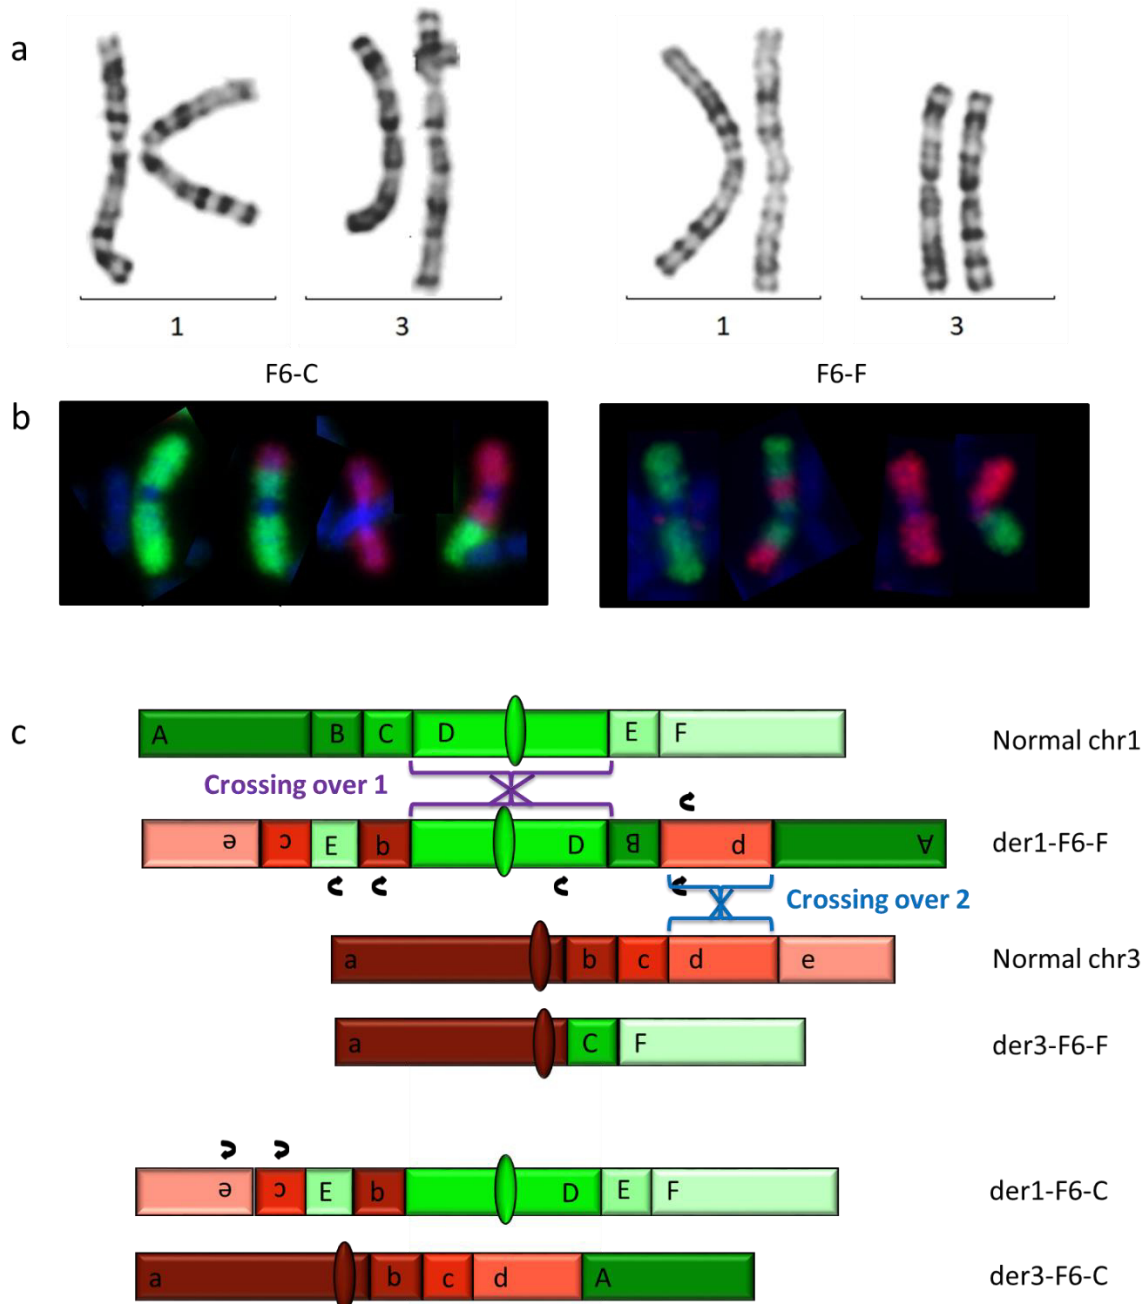 a
1
3
1
3
F6-C
F6-F
b
c
A B C D E F
Normal chr1
Crossing over 1
e c E b D B d A
der1-F6-F
Crossing over 2
a b c d e
Normal chr3
a C F
der3-F6-F
e c E b D E F
der1-F6-C
a b c d A
der3-F6-C